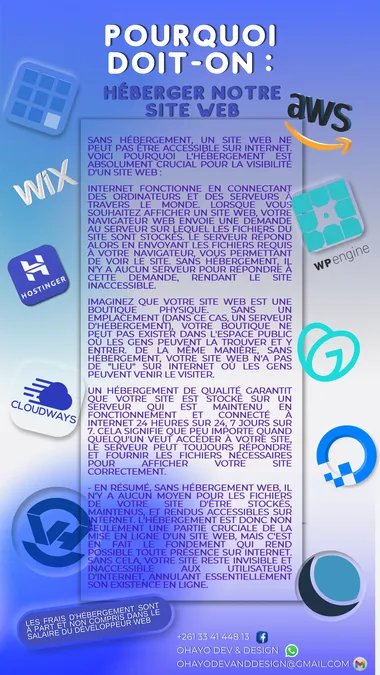 POURQUOI
DOIT-ON :
HÉBERGER NOTRE
SITE WEB
aws
WiX
WP engine
HOSTINGER
CLOUDWAYS
SANS HÉBERGEMENT, UN SITE WEB NE
PEUT PAS ÊTRE ACCESSIBLE SUR INTERNET.
VOICI POURQUOI L'HÉBERGEMENT EST
ABSOLUMENT CRUCIAL POUR LA VISIBILITÉ
D'UN SITE WEB :
INTERNET FONCTIONNE EN CONNECTANT
DES ORDINATEURS ET DES SERVEURS À
TRAVERS LE MONDE. LORSQUE VOUS
SOUHAITEZ AFFICHER UN SITE WEB, VOTRE
NAVIGATEUR WEB ENVOIE UNE DEMANDE
AU SERVEUR SUR LEQUEL LES FICHIERS DU
SITE SONT STOCKÉS. LE SERVEUR RÉPOND
ALORS EN ENVOYANT LES FICHIERS REQUIS
À VOTRE NAVIGATEUR, VOUS PERMETTANT
DE VOIR LE SITE. SANS HÉBERGEMENT, IL
N'Y A AUCUN SERVEUR POUR RÉPONDRE À
CETTE DEMANDE, RENDANT LE SITE
INACCESSIBLE.
IMAGINEZ QUE VOTRE SITE WEB EST UNE
BOUTIQUE PHYSIQUE. SANS UN
EMPLACEMENT (DANS CE CAS, UN SERVEUR
D'HÉBERGEMENT), VOTRE BOUTIQUE NE
PEUT PAS EXISTER DANS L'ESPACE PUBLIC
OÙ LES GENS PEUVENT LA TROUVER ET Y
ENTRER. DE LA MÊME MANIÈRE, SANS
HÉBERGEMENT, VOTRE SITE WEB N'A PAS
DE "LIEU" SUR INTERNET OÙ LES GENS
PEUVENT VENIR LE VISITER.
UN HÉBERGEMENT DE QUALITÉ GARANTIT
QUE VOTRE SITE EST STOCKÉ SUR UN
SERVEUR QUI EST MAINTENU EN
FONCTIONNEMENT ET CONNECTÉ À
INTERNET 24 HEURES SUR 24, 7 JOURS SUR
7. CELA SIGNIFIE QUE PEU IMPORTE QUAND
QUELQU'UN VEUT ACCÉDER À VOTRE SITE,
LE SERVEUR PEUT TOUJOURS RÉPONDRE
ET FOURNIR LES FICHIERS NÉCESSAIRES
POUR AFFICHER VOTRE SITE
CORRECTEMENT.
- EN RÉSUMÉ, SANS HÉBERGEMENT WEB, IL
N'Y A AUCUN MOYEN POUR LES FICHIERS
DE VOTRE SITE D'ÊTRE STOCKÉS,
MAINTENUS, ET RENDUS ACCESSIBLES SUR
INTERNET. L'HÉBERGEMENT EST DONC NON
SEULEMENT UNE PARTIE CRUCIALE DE LA
MISE EN LIGNE D'UN SITE WEB, MAIS C'EST
EN FAIT LE FONDEMENT QUI REND
POSSIBLE TOUTE PRÉSENCE SUR INTERNET.
SANS CELA, VOTRE SITE RESTE INVISIBLE ET
INACCESSIBLE AUX UTILISATEURS
D'INTERNET, ANNULANT ESSENTIELLEMENT
SON EXISTENCE EN LIGNE.
LES FRAIS D'HÉBERGEMENT SONT
À PART ET NON COMPRIS DANS LE
SALAIRE DU DÉVELOPPEUR WEB
+261 33 41 448 13
OHAYO DEV & DESIGN
OHAYODEVANDDESIGN@GMAIL.COM